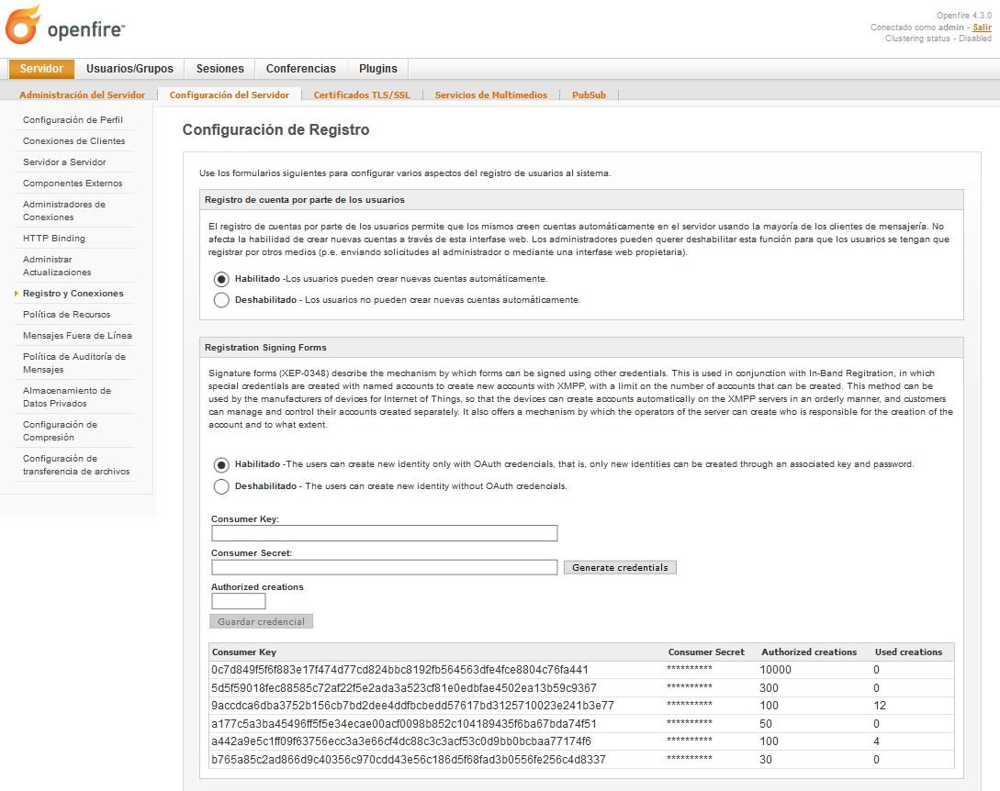 openfire™
Openfire 4.3.0
Conectado como admin - Salir
Clustering status - Disabled
Servidor Usuarios/Grupos Sesiones Conferencias Plugins
Administración del Servidor Configuración del Servidor Certificados TLS/SSL Servicios de Multimedios PubSub
Configuración de Perfil
Conexiones de Clientes
Servidor a Servidor
Componentes Externos
Administradores de
Conexiones
HTTP Binding
Administrar
Actualizaciones
Registro y Conexiones
Política de Recursos
Mensajes Fuera de Línea
Política de Auditoría de
Mensajes
Almacenamiento de
Datos Privados
Configuración de
Compresión
Configuración de
transferencia de archivos
Configuración de Registro
Use los formularios siguientes para configurar varios aspectos del registro de usuarios al sistema.
Registro de cuenta por parte de los usuarios
El registro de cuentas por parte de los usuarios permite que los mismos creen cuentas automáticamente en el servidor usando la mayoría de los clientes de mensajería. No
afecta la habilidad de crear nuevas cuentas a través de esta interfase web. Los administradores pueden querer deshabilitar esta función para que los usuarios se tengan que
registrar por otros medios (p.e. enviando solicitudes al administrador o mediante una interfase web propietaria).
Habilitado -Los usuarios pueden crear nuevas cuentas automáticamente.
Deshabilitado - Los usuarios no pueden crear nuevas cuentas automáticamente.
Registration Signing Forms
Signature forms (XEP-0348) describe the mechanism by which forms can be signed using other credentials. This is used in conjunction with In-Band Regitration, in which
special credentials are created with named accounts to create new accounts with XMPP, with a limit on the number of accounts that can be created. This method can be
used by the manufacturers of devices for Internet of Things, so that the devices can create accounts automatically on the XMPP servers in an orderly manner, and customers
can manage and control their accounts created separately. It also offers a mechanism by which the operators of the server can create who is responsible for the creation of the
account and to what extent.
Habilitado -The users can create new identity only with OAuth credencials, that is, only new identities can be created through an associated key and password.
Deshabilitado - The users can create new identity without OAuth credencials.
Consumer Key:
Consumer Secret:
Generate credentials
Authorized creations
Guardar credencial
Consumer Key Consumer Secret Authorized creations Used creations
0c7d849f5f6f883e17f474d77cd824bbc8192fb564563dfe4fce8804c76fa441 ********** 10000 0
5d5f59018fec88585c72af22f5e2ada3a523cf81e0edbfae4502ea13b59c9367 ********** 300 0
9accdca6dba3752b156cb7bd2dee4ddfbcbedd57617bd3125710023e241b3e77 ********** 100 12
a177c5a3ba45496ff5f5e34ecae00acf0098b852c104189435f6ba67bda74f51 ********** 50 0
a442a9e5c1ff09f63756ecc3a3e66cf4dc88c3c3acf53c0d9bb0bcbaa77174f6 ********** 100 4
b765a85c2ad866d9c40356c970cdd43e56c186d5f68fad3b0556fe256c4d8337 ********** 30 0